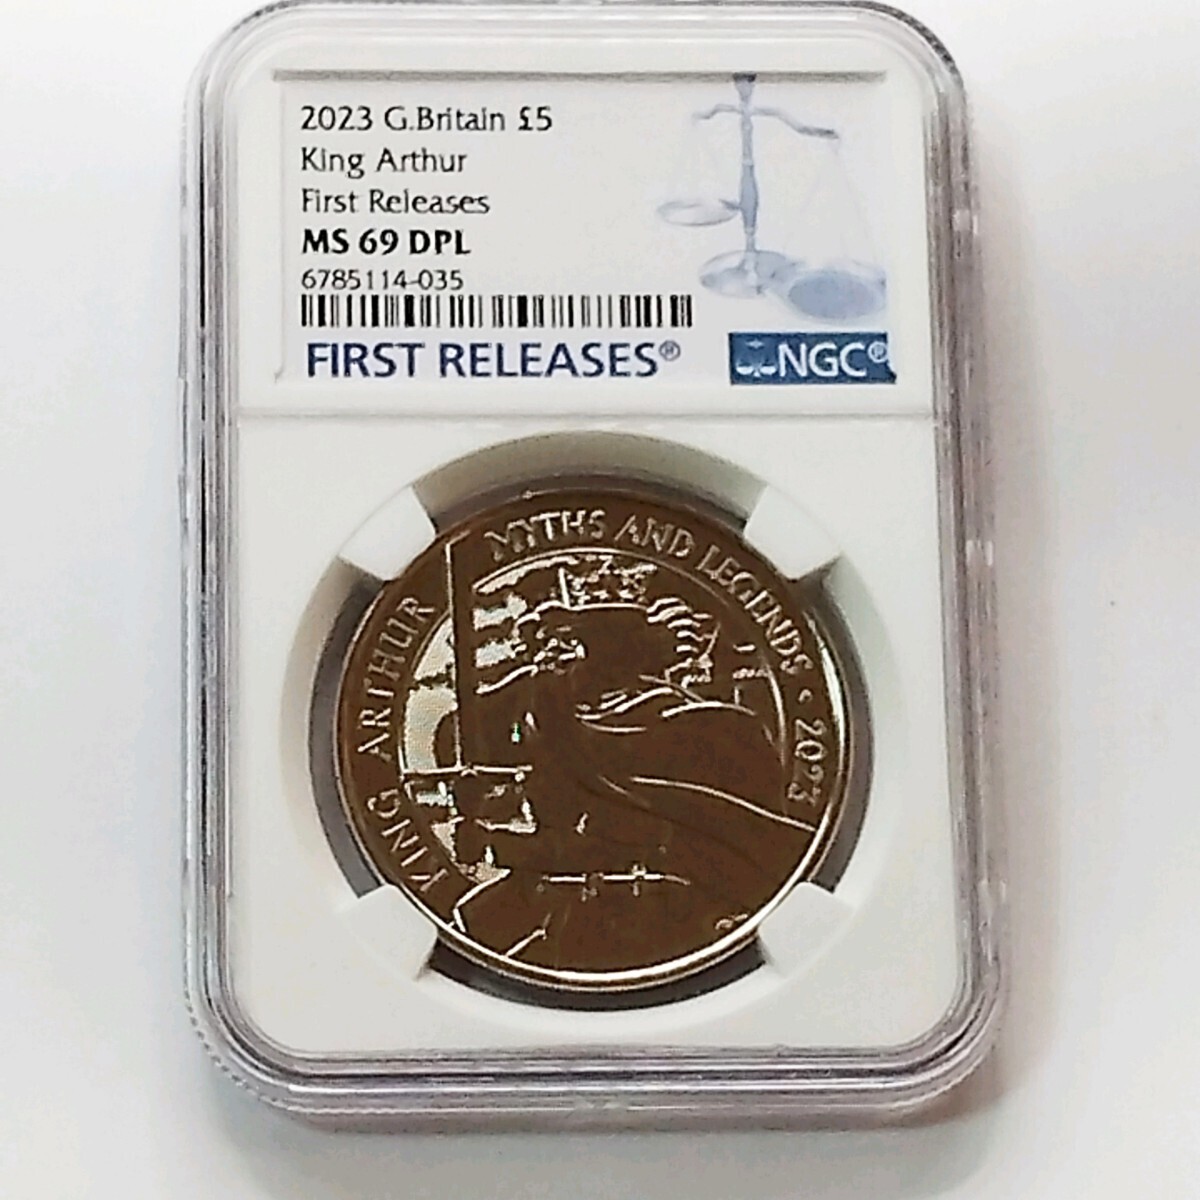 2023 G.Britain £5
King Arthur
First Releases
MS 69 DPL
6785114-035
FIRST RELEASES®
NGC®
KING ARTHUR
MYTHS AND LEGENDS · 2023